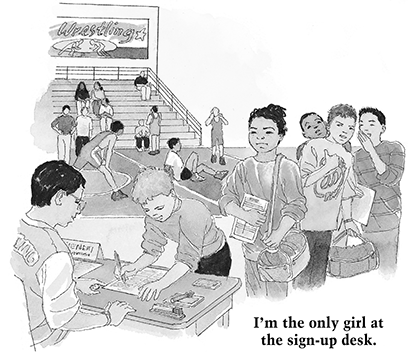 Wrestling
I'm the only girl at
the sign-up desk.